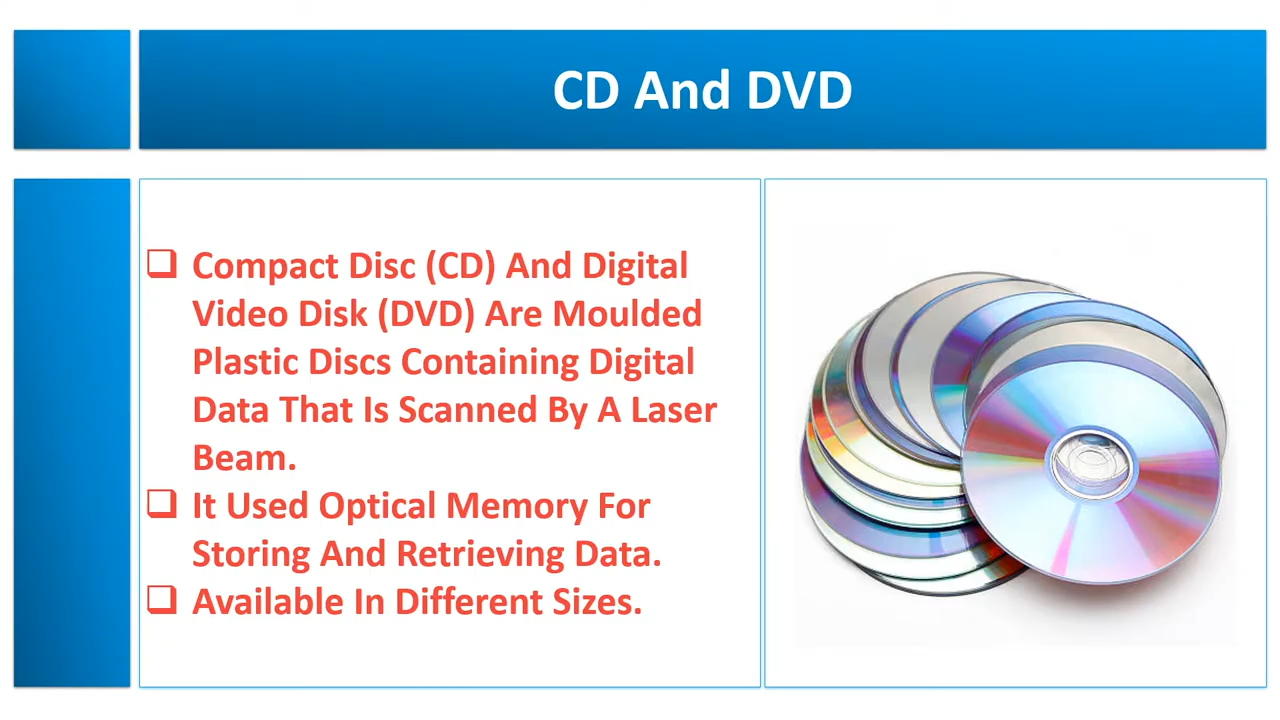 CD And DVD
Compact Disc (CD) And Digital
Video Disk (DVD) Are Moulded
Plastic Discs Containing Digital
Data That Is Scanned By A Laser
Beam.
It Used Optical Memory For
Storing And Retrieving Data.
Available In Different Sizes.